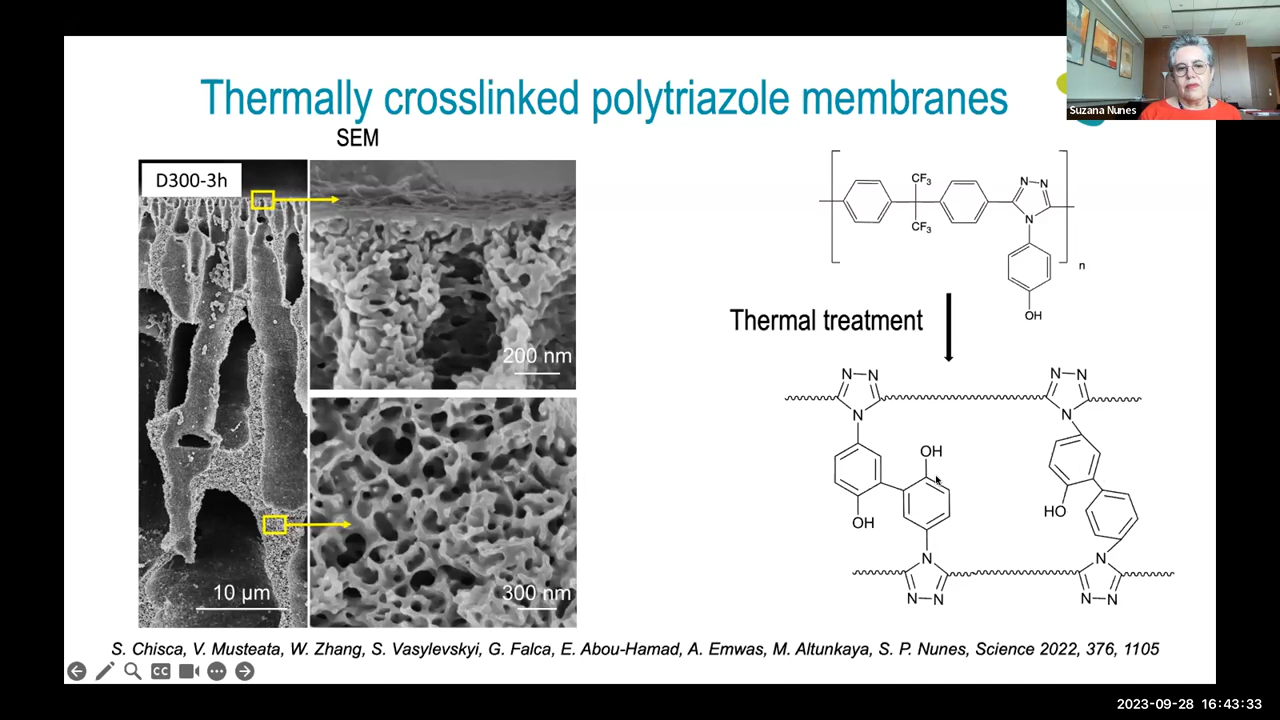 Thermally crosslinked polytriazole membranes
Suzana Nunes
SEM
D300-3h
200 nm
10 µm
300 nm
CF3
CF3
N N
N
n
OH
Thermal treatment
N N
N
N N
N
OH
OH
HO
N
N N
N
N N
S. Chisca, V. Musteata, W. Zhang, S. Vasylevskyi, G. Falca, E. Abou-Hamad, A. Emwas, M. Altunkaya, S. P. Nunes, Science 2022, 376, 1105
CC
2023-09-28 16:43:33